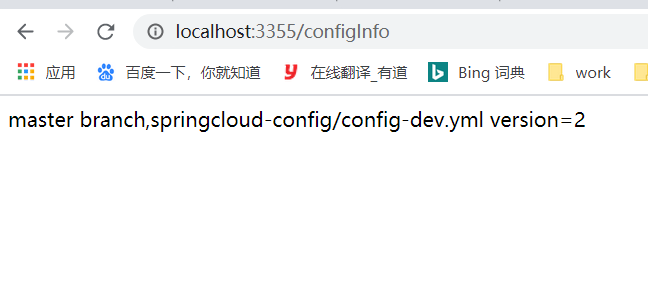 localhost:3355/configInfo
应用 百度一下，你就知道 在线翻译_有道 Bing 词典 work
master branch,springcloud-config/config-dev.yml version=2